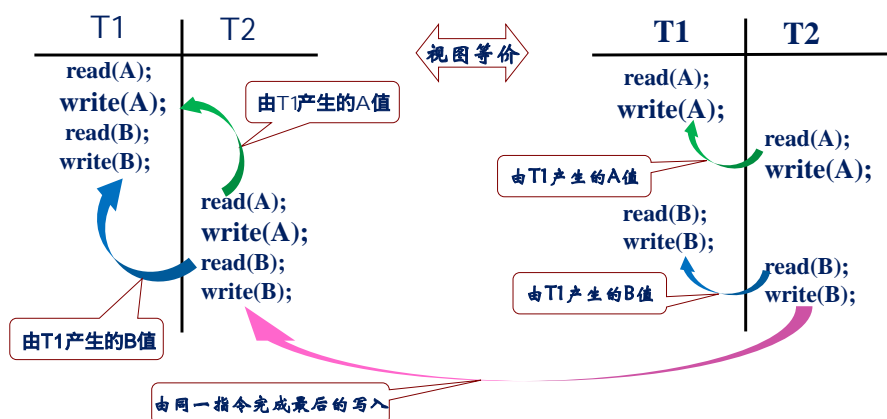 T1 T2
read(A);
write(A);
read(B);
write(B);
由T1产生的A值
read(A);
write(A);
read(B);
write(B);
由T1产生的B值
视图等价
T1 T2
read(A);
write(A);
read(A);
write(A);
由T1产生的A值
read(B);
write(B);
read(B);
write(B);
由T1产生的B值
由同一指令完成最后的写入